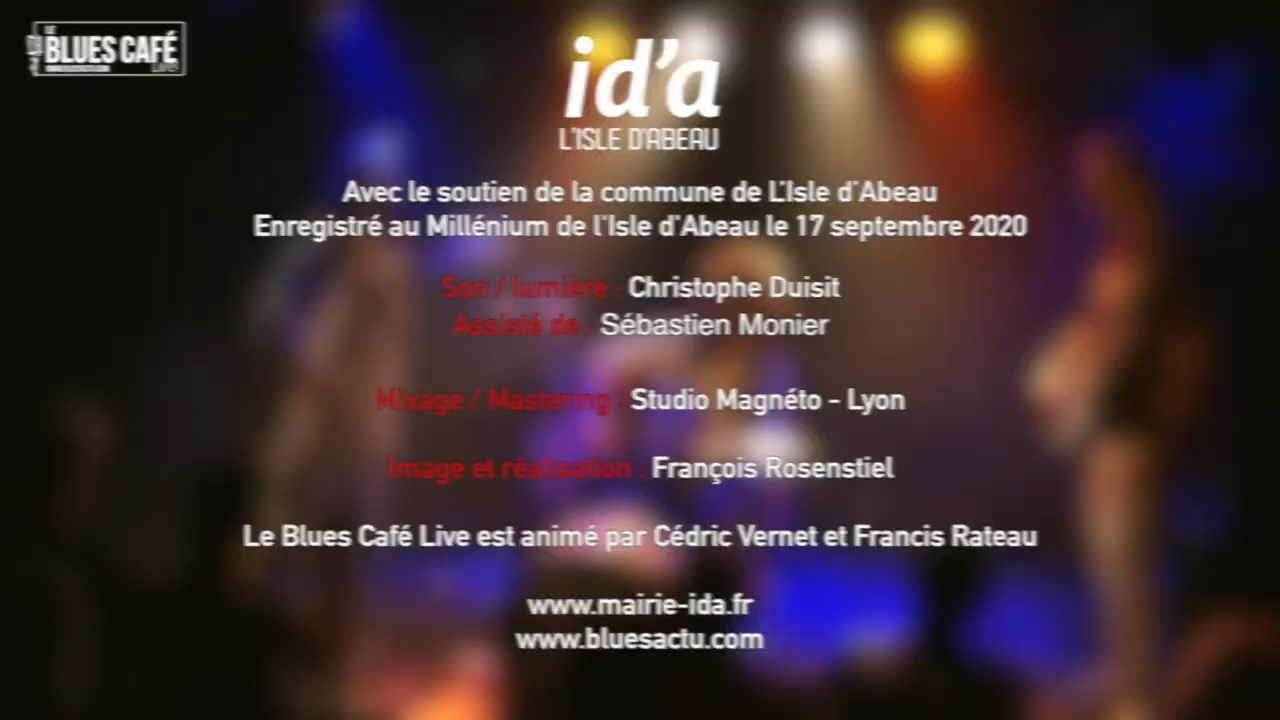 LE
BLUES CAFÉ
Live
id'a
L'ISLE D'ABEAU
Avec le soutien de la commune de L'Isle d'Abeau
Enregistré au Millénium de l'Isle d'Abeau le 17 septembre 2020
Son / lumière : Christophe Duisit
Assisté de : Sébastien Monier
Mixage / Mastering : Studio Magnéto - Lyon
Image et réalisation : François Rosenstiel
Le Blues Café Live est animé par Cédric Vernet et Francis Rateau
www.mairie-ida.fr
www.bluesactu.com